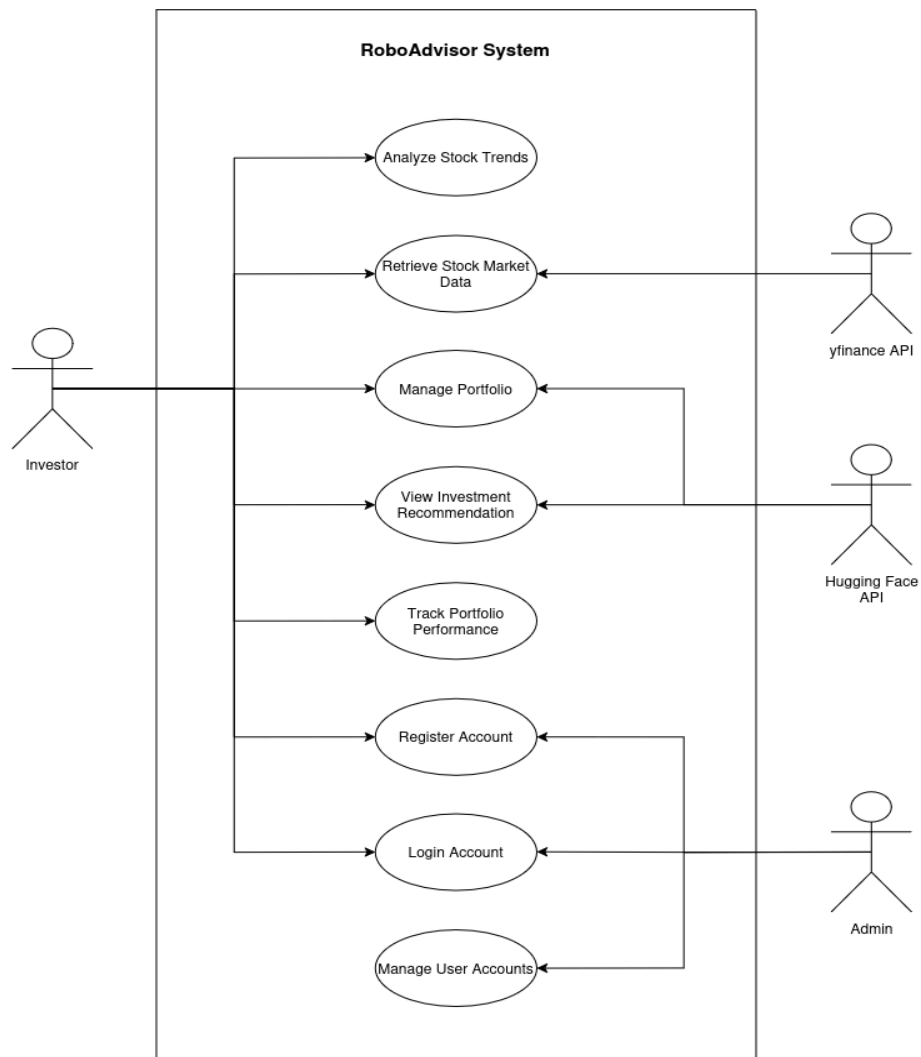 RoboAdvisor System
Analyze Stock Trends
Retrieve Stock Market
Data
yfinance API
Manage Portfolio
Investor
View Investment
Recommendation
Hugging Face
API
Track Portfolio
Performance
Register Account
Login Account
Admin
Manage User Accounts